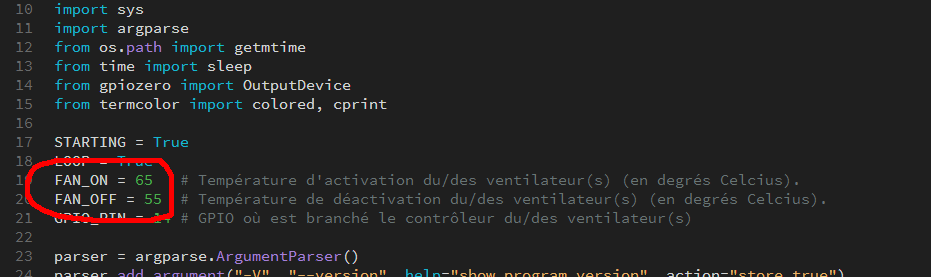 10 import sys
11 import argparse
12 from os.path import getmtime
13 from time import sleep
14 from gpiozero import OutputDevice
15 from termcolor import colored, cprint
16
17 STARTING = True
18 LOOP = True
19 FAN_ON = 65 # Température d'activation du/des ventilateur(s) (en degrés Celcius).
20 FAN_OFF = 55 # Température de déactivation du/des ventilateur(s) (en degrés Celcius).
21 GPIO_PIN = 14 # GPIO où est branché le contrôleur du/des ventilateur(s)
22
23 parser = argparse.ArgumentParser()
24 parser.add_argument("-V", "--version", help="show program version", action="store_true")